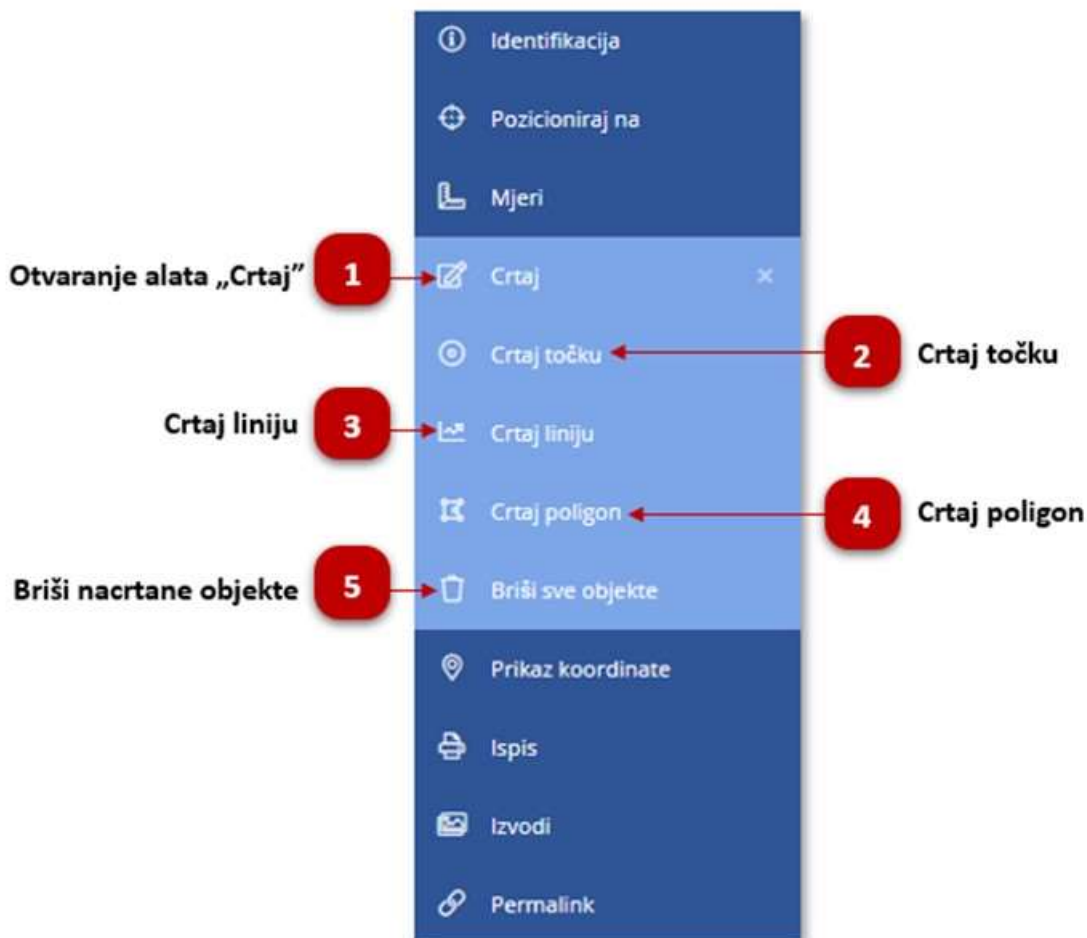 Identifikacija
Pozicioniraj na
Mjeri
Otvaranje alata „Crtaj” 1 Crtaj ×
Crtaj točku 2 Crtaj točku
Crtaj liniju 3 Crtaj liniju
Crtaj poligon 4 Crtaj poligon
Briši nacrtane objekte 5 Briši sve objekte
Prikaz koordinate
Ispis
Izvodi
Permalink